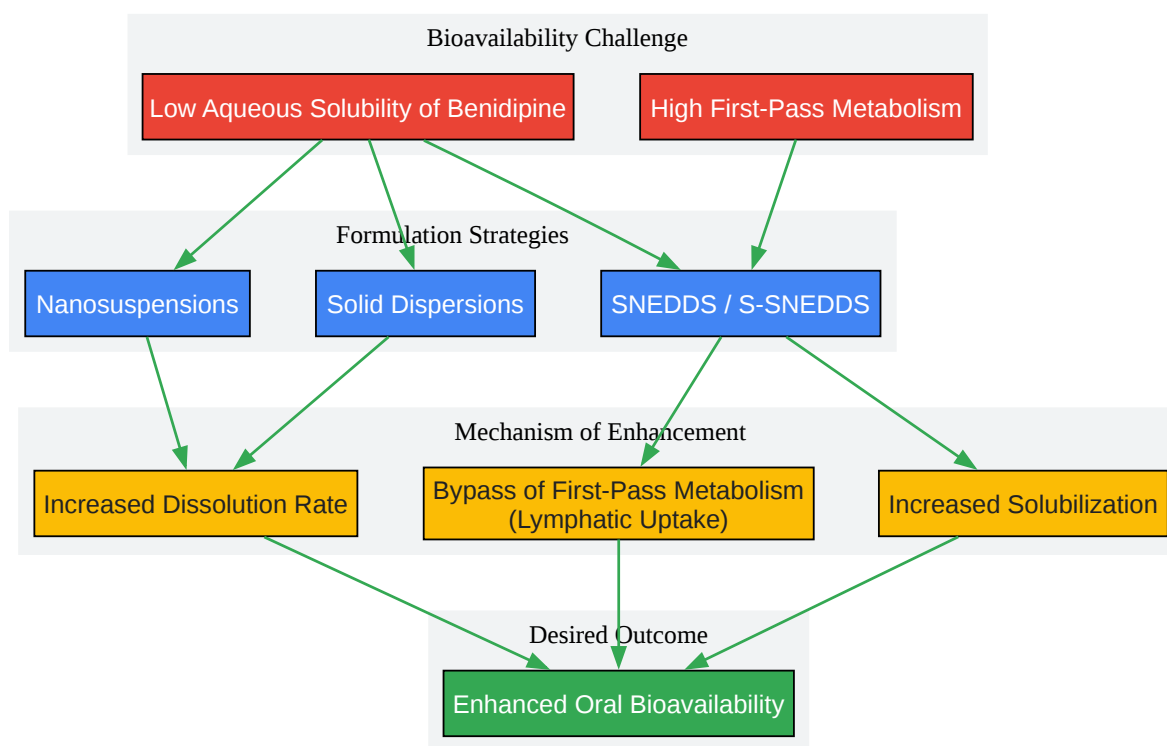 Bioavailability Challenge
Low Aqueous Solubility of Benidipine
High First-Pass Metabolism
Formulation Strategies
Nanosuspensions
Solid Dispersions
SNEDDS / S-SNEDDS
Mechanism of Enhancement
Increased Dissolution Rate
Bypass of First-Pass Metabolism
(Lymphatic Uptake)
Increased Solubilization
Desired Outcome
Enhanced Oral Bioavailability